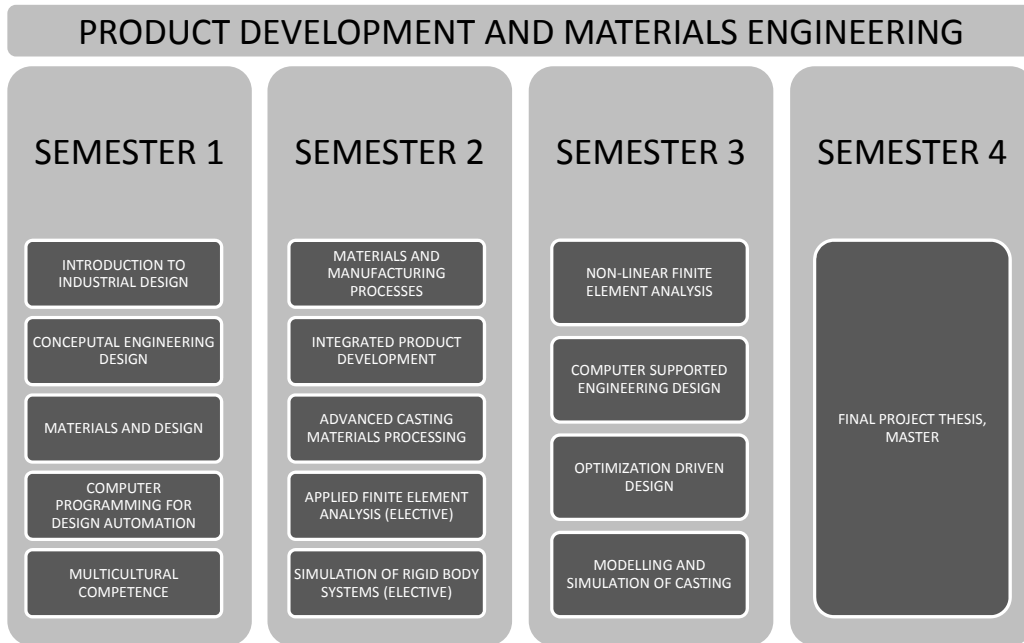 PRODUCT DEVELOPMENT AND MATERIALS ENGINEERING
SEMESTER 1
INTRODUCTION TO
INDUSTRIAL DESIGN
CONCEPUTAL ENGINEERING
DESIGN
MATERIALS AND DESIGN
COMPUTER
PROGRAMMING FOR
DESIGN AUTOMATION
MULTICULTURAL
COMPETENCE
SEMESTER 2
MATERIALS AND
MANUFACTURING
PROCESSES
INTEGRATED PRODUCT
DEVELOPMENT
ADVANCED CASTING
MATERIALS PROCESSING
APPLIED FINITE ELEMENT
ANALYSIS (ELECTIVE)
SIMULATION OF RIGID BODY
SYSTEMS (ELECTIVE)
SEMESTER 3
NON-LINEAR FINITE
ELEMENT ANALYSIS
COMPUTER SUPPORTED
ENGINEERING DESIGN
OPTIMIZATION DRIVEN
DESIGN
MODELLING AND
SIMULATION OF CASTING
SEMESTER 4
FINAL PROJECT THESIS,
MASTER